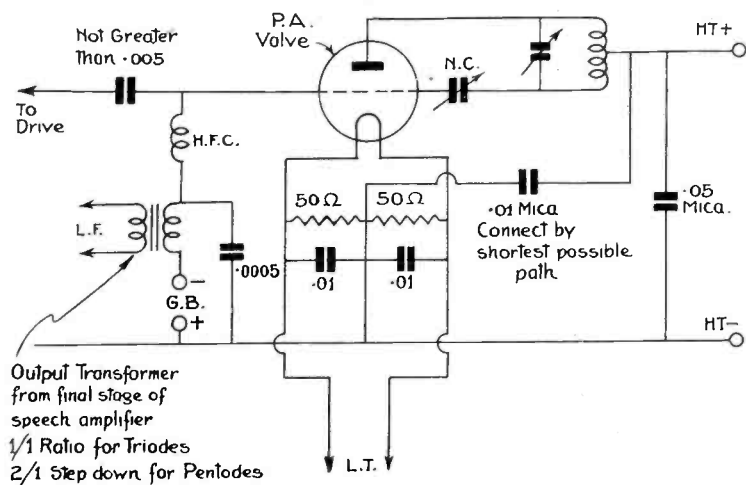 P.A.
Valve
Not Greater
than .005
N.C.
HT+
To
Drive
H.F.C.
50Ω 50Ω
.01 Mica
Connect by
shortest possible
path
.05
Mica.
L.F.
.0005
.01 .01
G.B.
−
+
HT−
Output Transformer
from final stage of
speech amplifier
1/1 Ratio for Triodes
2/1 Step down for Pentodes
L.T.